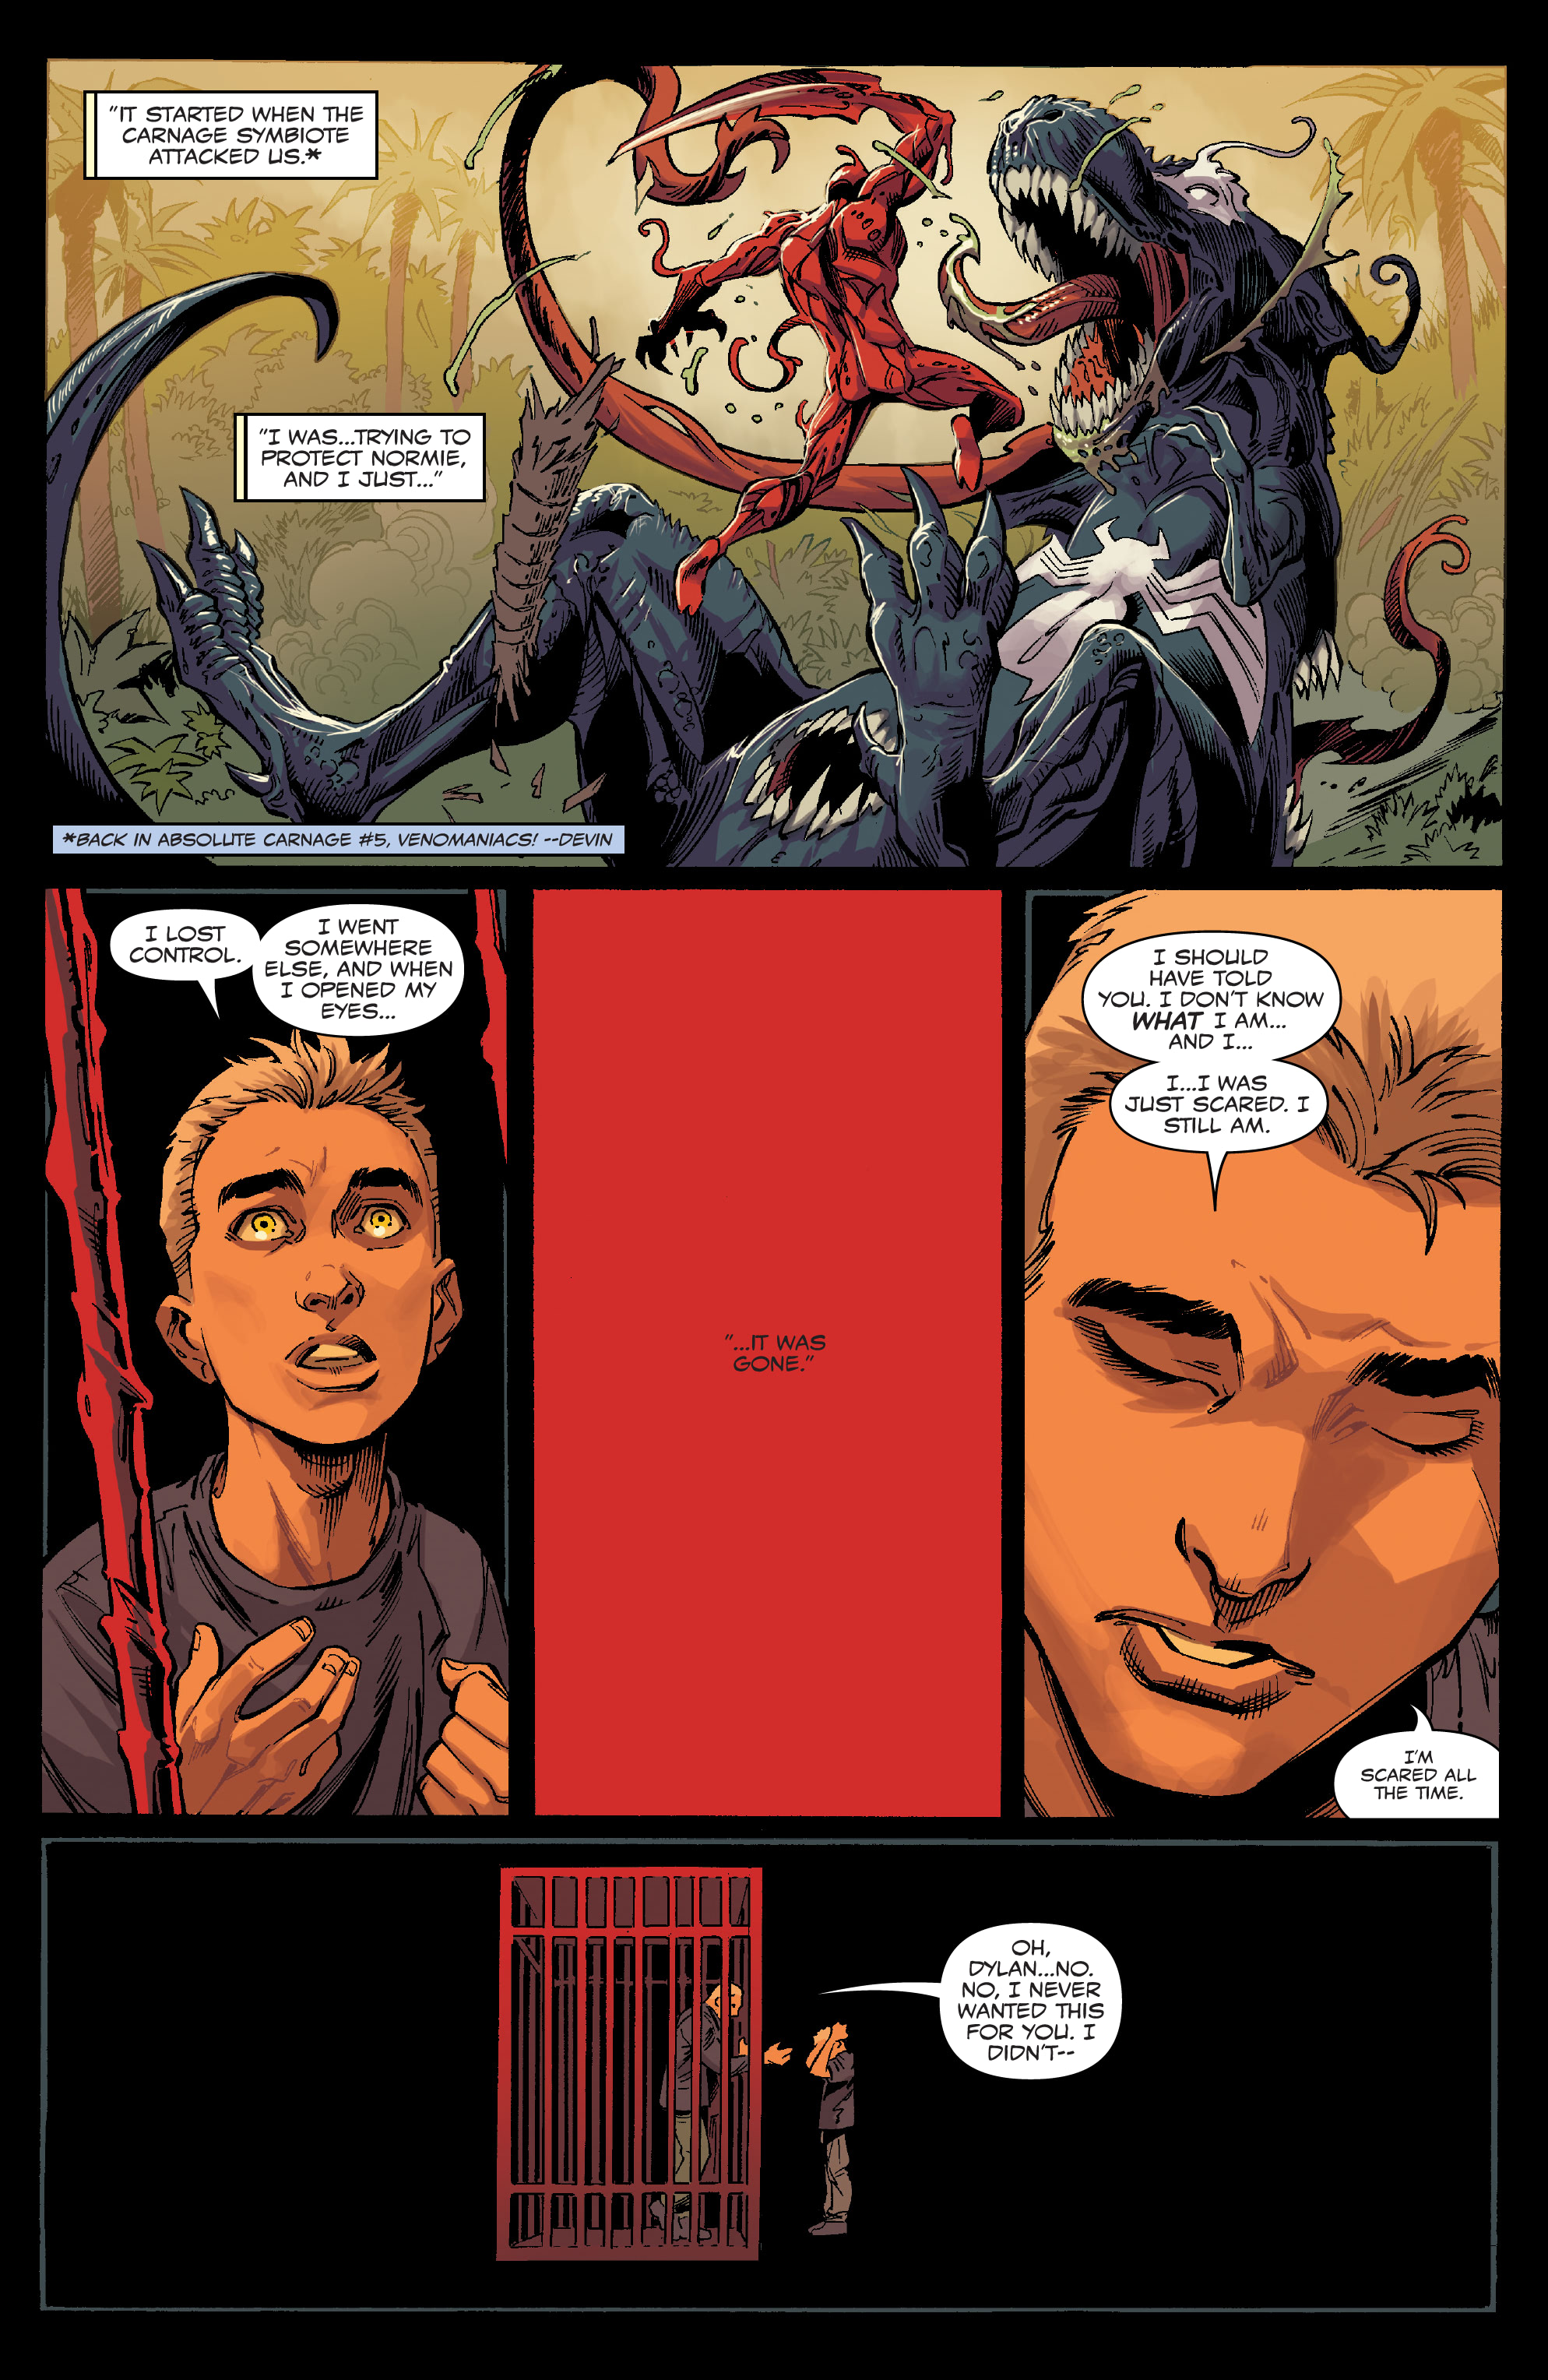 "IT STARTED WHEN THE
CARNAGE SYMBIOTE
ATTACKED US.*
"I WAS...TRYING TO
PROTECT NORMIE,
AND I JUST..."
*BACK IN ABSOLUTE CARNAGE #5, VENOMANIACS! --DEVIN
I LOST
CONTROL.
I WENT
SOMEWHERE
ELSE, AND WHEN
I OPENED MY
EYES...
"...IT WAS
GONE."
I SHOULD
HAVE TOLD
YOU. I DON'T KNOW
WHAT I AM...
AND I...
I...I WAS
JUST SCARED. I
STILL AM.
I'M
SCARED ALL
THE TIME.
OH,
DYLAN...NO.
NO, I NEVER
WANTED THIS
FOR YOU. I
DIDN'T--